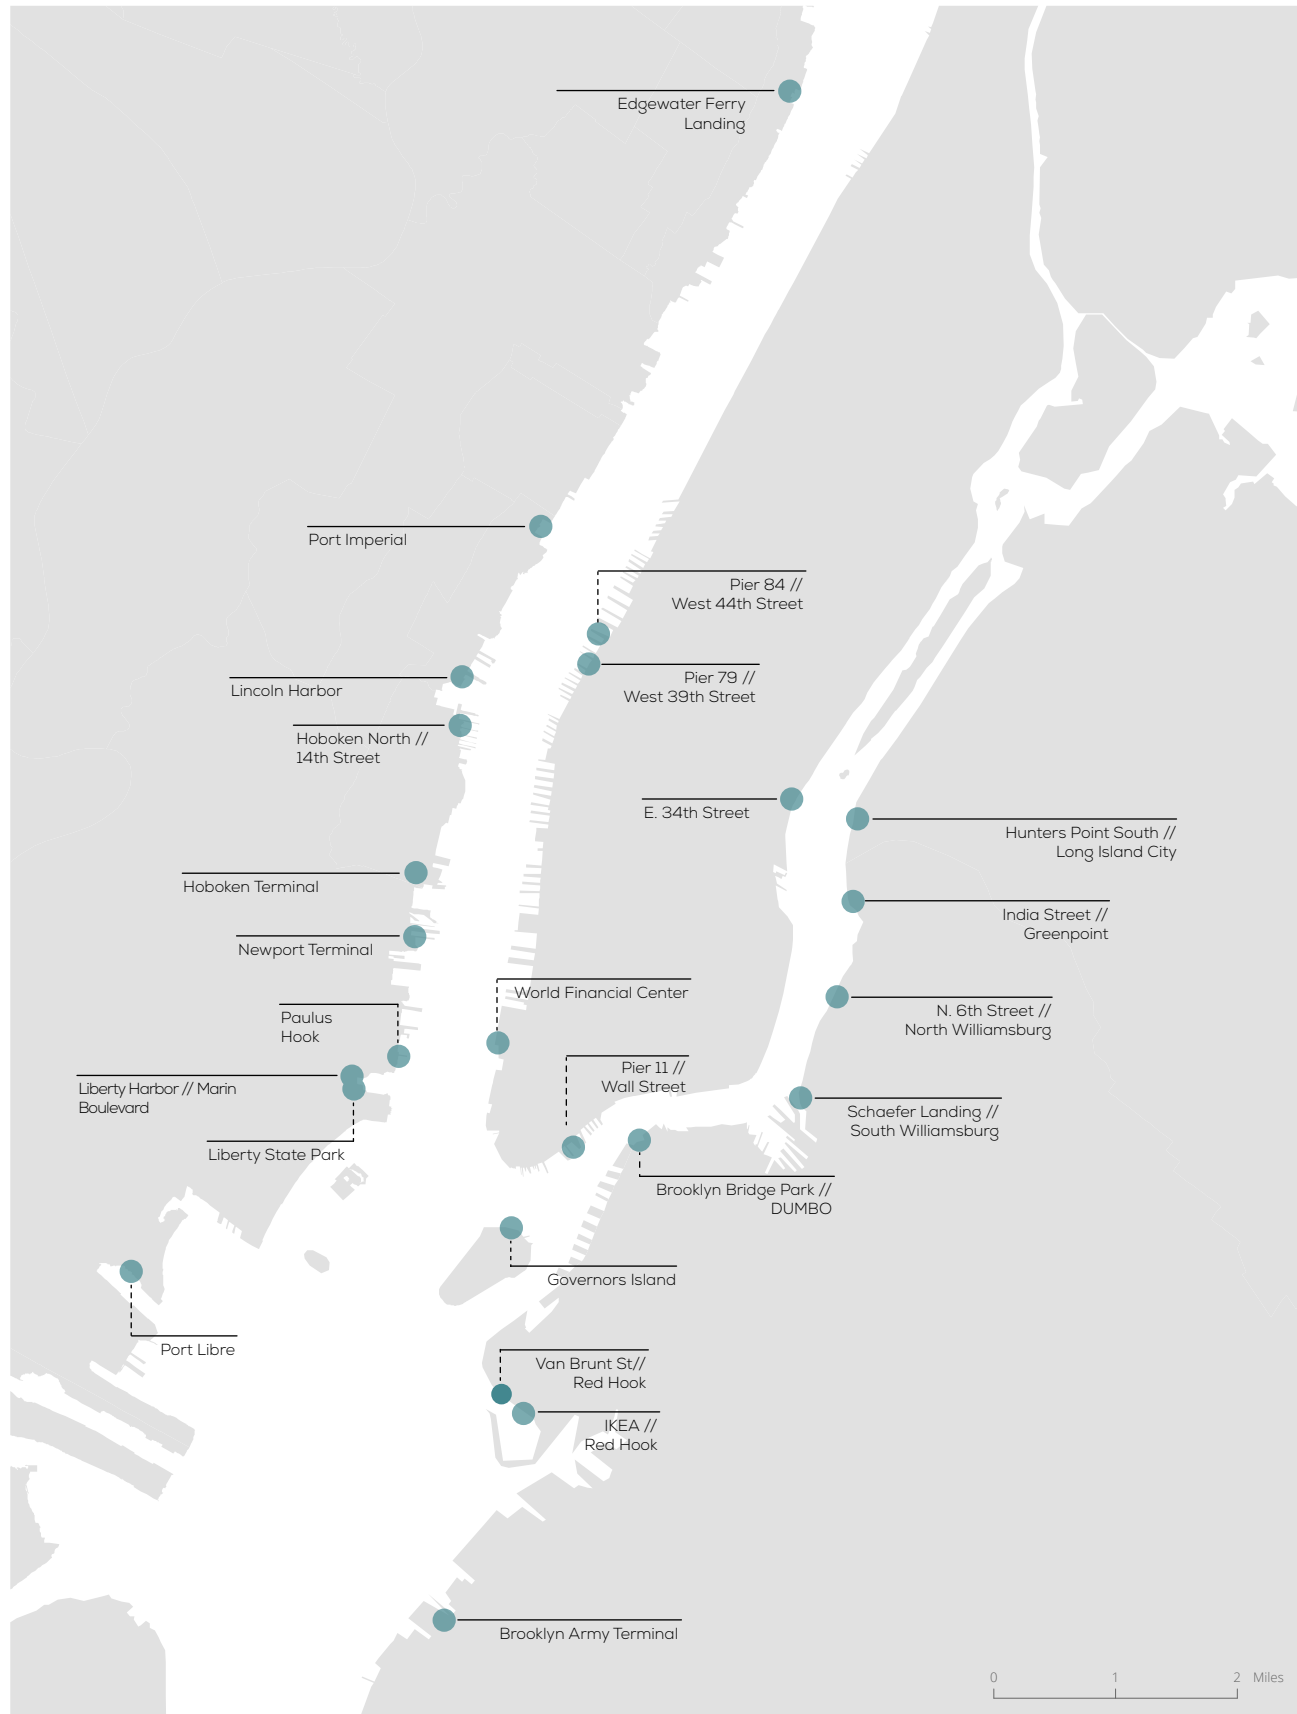 Edgewater Ferry
Landing
Port Imperial
Pier 84 //
West 44th Street
Pier 79 //
West 39th Street
Lincoln Harbor
Hoboken North //
14th Street
E. 34th Street
Hunters Point South //
Long Island City
Hoboken Terminal
India Street //
Greenpoint
Newport Terminal
World Financial Center
N. 6th Street //
North Williamsburg
Paulus
Hook
Pier 11 //
Wall Street
Liberty Harbor // Marin
Boulevard
Schaefer Landing //
South Williamsburg
Liberty State Park
Brooklyn Bridge Park //
DUMBO
Governors Island
Port Libre
Van Brunt St//
Red Hook
IKEA //
Red Hook
Brooklyn Army Terminal
0 1 2 Miles